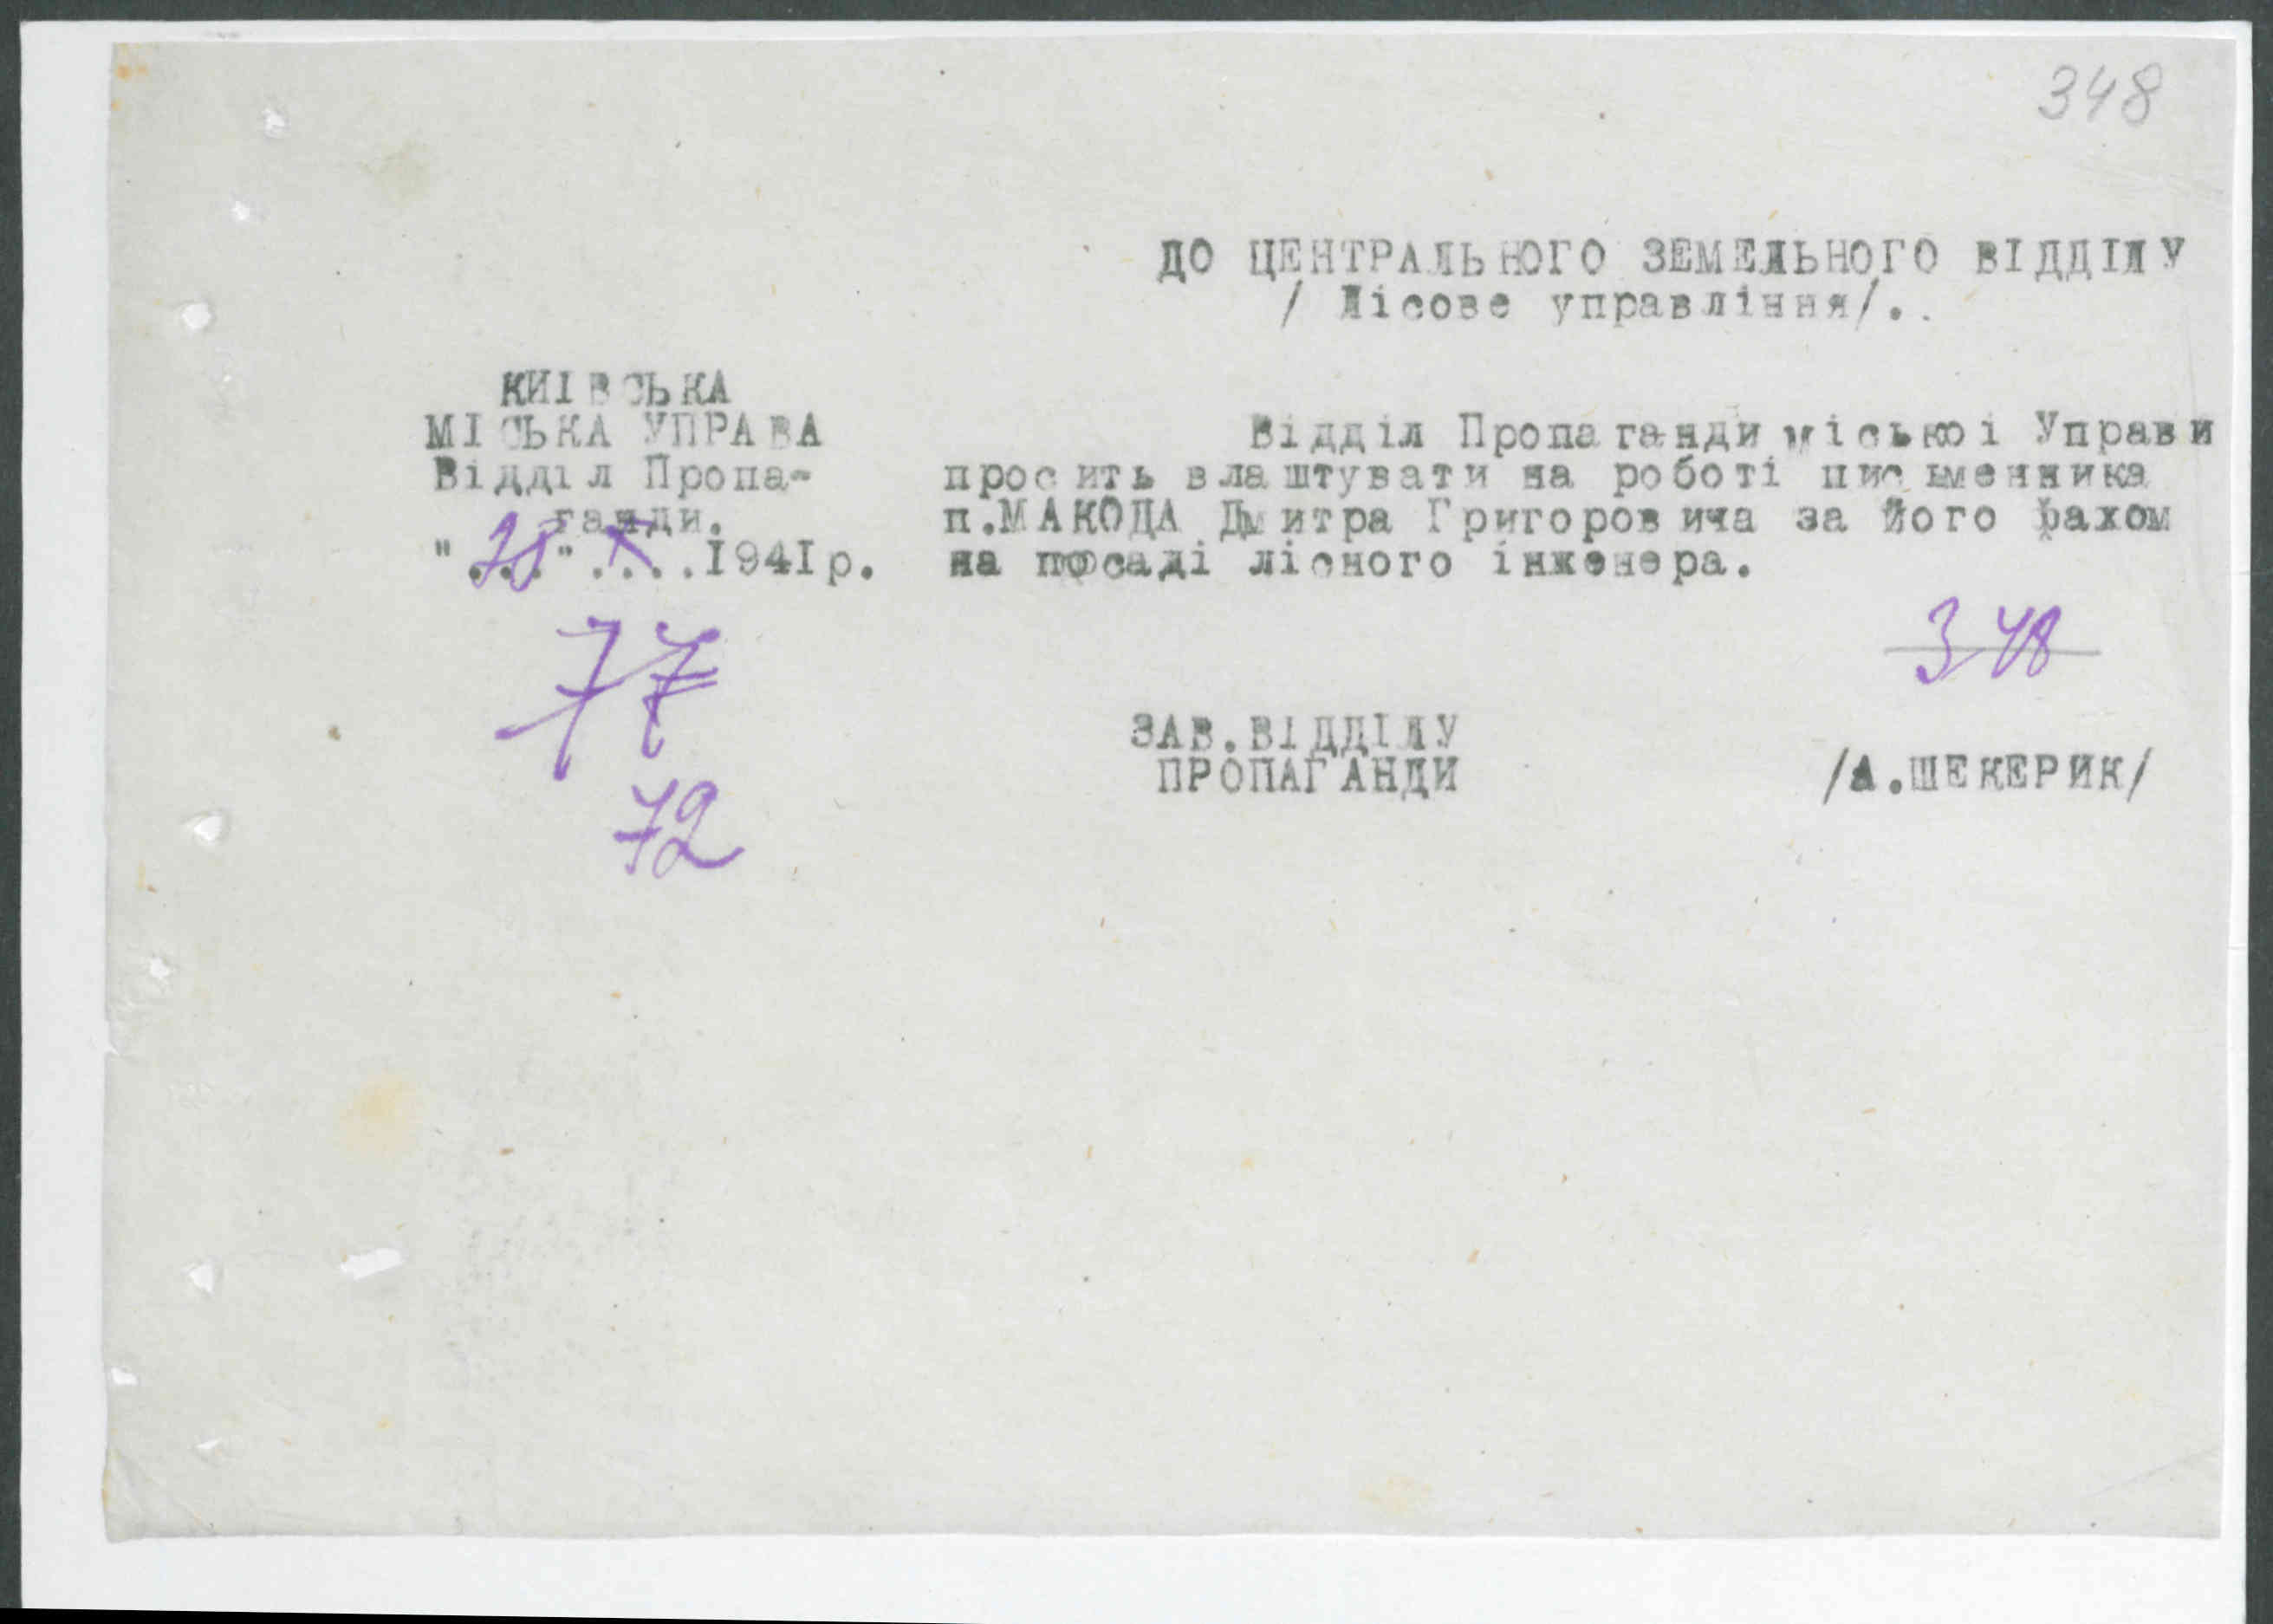 348
ДО ЦЕНТРАЛЬНОГО ЗЕМЕЛЬНОГО ВІДДІЛУ
/ Лісове управління/..
КИІВСЬКА
МІСЬКА УПРАВА
Відділ Пропа-
ганди.
"..." X ....1941р.
77
72
Відділ Пропаганди міської Управи
просить влаштувати на роботі письменника
п.МАКОДА Дмитра Григоровича за його фахом
на посаді лісного інженера.
348
ЗАВ.ВІДДІЛУ
ПРОПАГАНДИ
/А.ШЕКЕРИК/